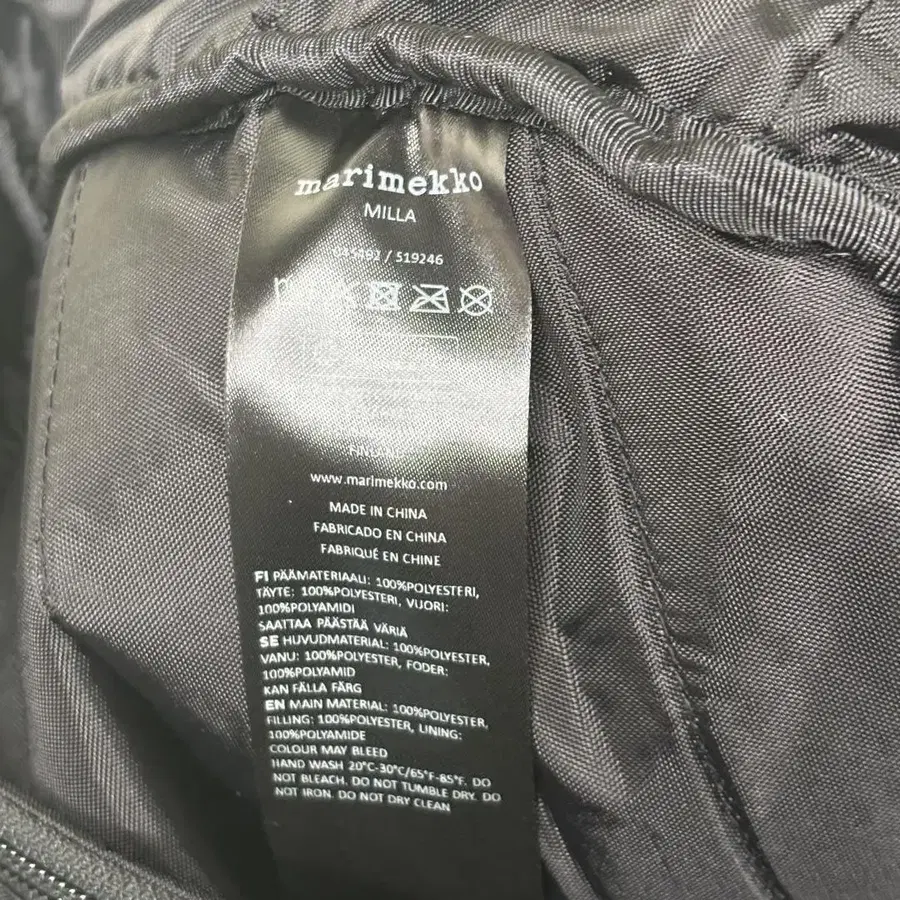 marimekko
MILLA
/ 519246
www.marimekko.com
MADE IN CHINA
FABRICADO EN CHINA
FABRIQUÉ EN CHINE
FI PÄÄMATERIAALI: 100%POLYESTERI,
TÄYTE: 100%POLYESTERI, VUORI:
100%POLYAMIDI
SAATTAA PÄÄSTÄÄ VÄRIÄ
SE HUVUDMATERIAL: 100%POLYESTER,
VANU: 100%POLYESTER, FODER:
100%POLYAMID
KAN FÄLLA FÄRG
EN MAIN MATERIAL: 100%POLYESTER,
FILLING: 100%POLYESTER, LINING:
100%POLYAMIDE
COLOUR MAY BLEED
HAND WASH 20°C-30°C/65°F-85°F. DO
NOT BLEACH. DO NOT TUMBLE DRY. DO
NOT IRON. DO NOT DRY CLEAN